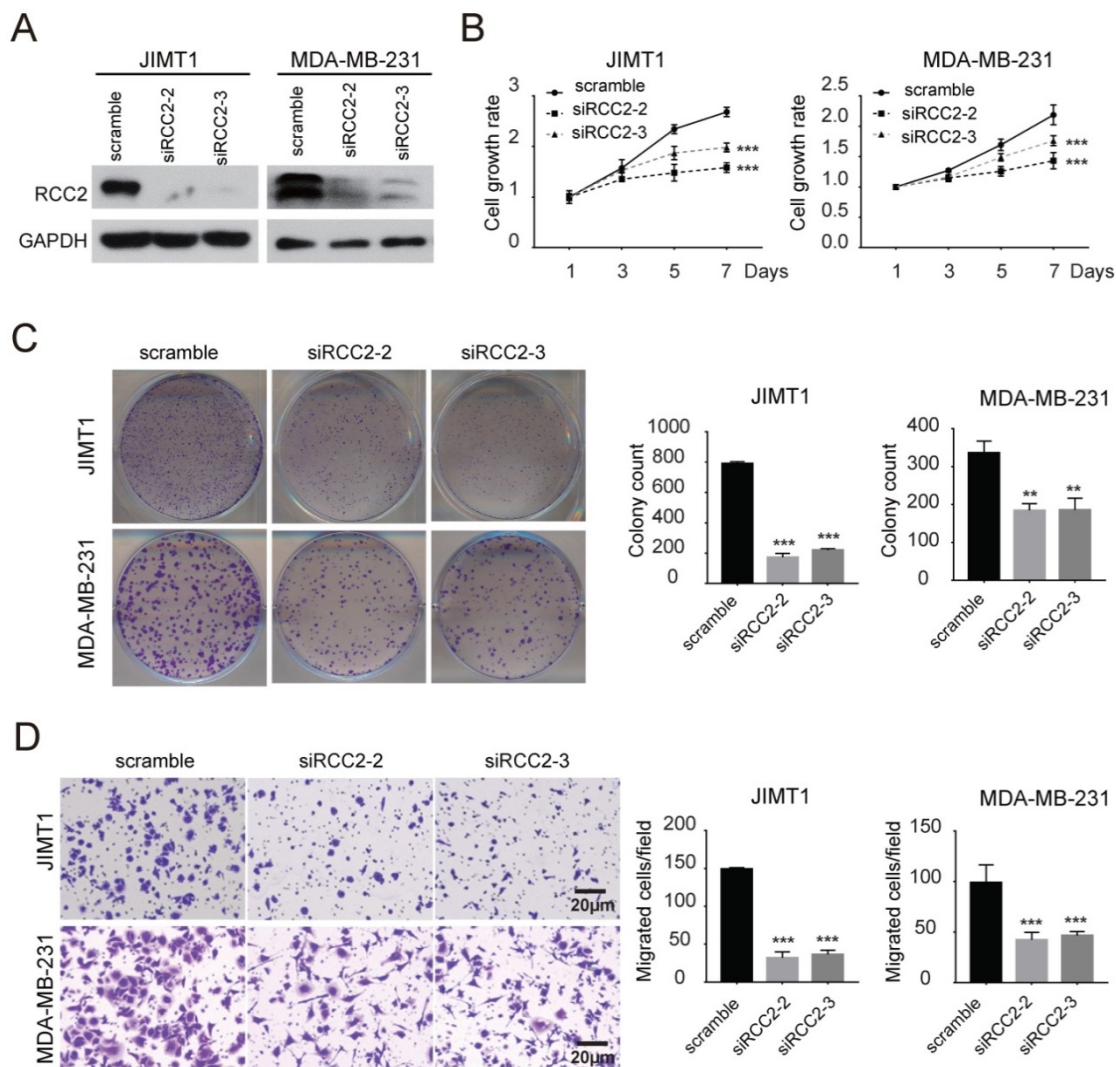 A
JIMT1
MDA-MB-231
scramble
siRCC2-2
siRCC2-3
scramble
siRCC2-2
siRCC2-3
RCC2
GAPDH
B
JIMT1
scramble
siRCC2-2
siRCC2-3
Cell growth rate
3
2
1
0
***
***
1 3 5 7 Days
MDA-MB-231
scramble
siRCC2-2
siRCC2-3
Cell growth rate
2.5
2.0
1.5
1.0
0.5
0.0
***
***
1 3 5 7 Days
C
scramble siRCC2-2 siRCC2-3
JIMT1
MDA-MB-231
JIMT1
Colony count
1000
800
600
400
200
0
*** ***
scramble
siRCC2-2
siRCC2-3
MDA-MB-231
Colony count
400
300
200
100
0
** **
scramble
siRCC2-2
siRCC2-3
D
scramble siRCC2-2 siRCC2-3
JIMT1
20μm
MDA-MB-231
20μm
JIMT1
Migrated cells/field
200
150
100
50
0
*** ***
scramble
siRCC2-2
siRCC2-3
MDA-MB-231
Migrated cells/field
150
100
50
0
*** ***
scramble
siRCC2-2
siRCC2-3